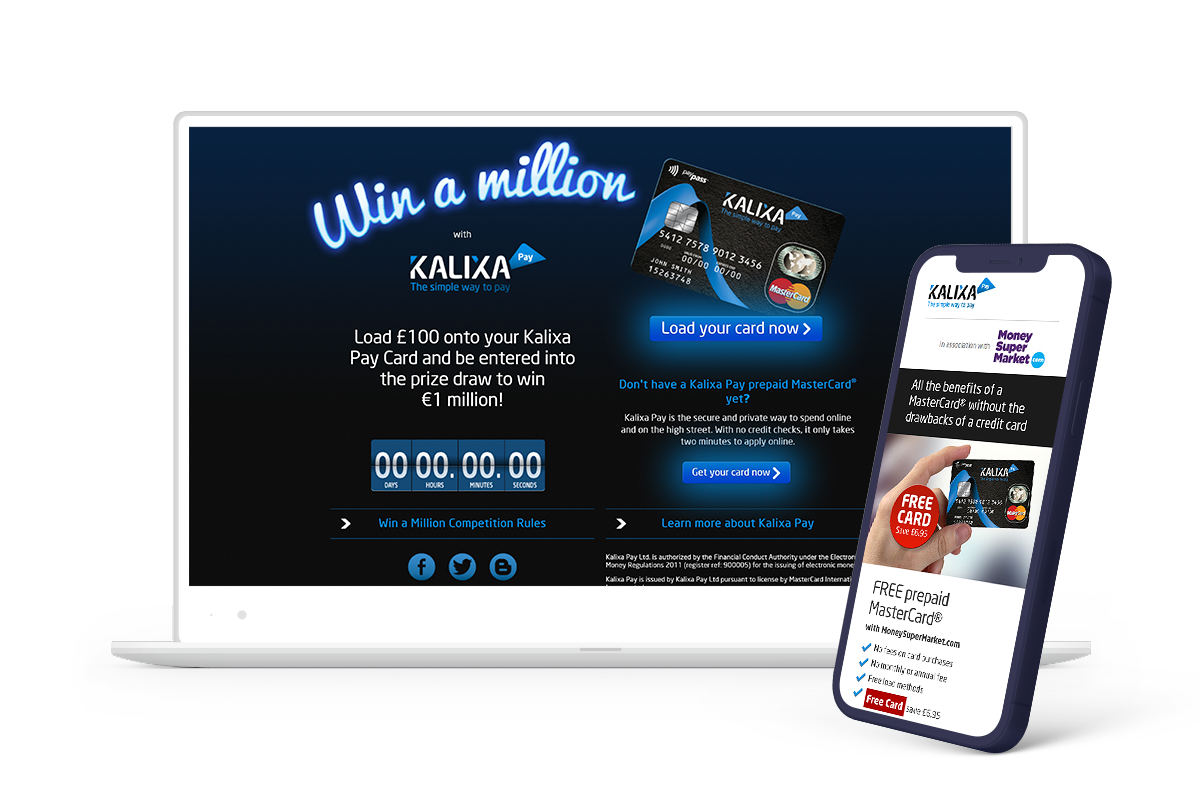 Win a million
with
KALIXA Pay
The simple way to pay
Load £100 onto your Kalixa
Pay Card and be entered into
the prize draw to win
€1 million!
00 00. 00. 00
DAYS HOURS MINUTES SECONDS
Win a Million Competition Rules
paypass
KALIXA Pay
The simple way to pay
5412 7578 9012 3456
00/00 00/00
JOHN SMITH
15263748
MasterCard
Load your card now
Don't have a Kalixa Pay prepaid MasterCard®
yet?
Kalixa Pay is the secure and private way to spend online
and on the high street. With no credit checks, it only takes
two minutes to apply online.
Get your card now
Learn more about Kalixa Pay
Kalixa Pay Ltd. is authorized by the Financial Conduct Authority under the Electron
Money Regulations 2011 (register ref: 900005) for the issuing of electronic mone
Kalixa Pay is issued by Kalixa Pay Ltd pursuant to license by MasterCard Internati
KALIXA Pay
The simple way to pay
in association with
Money
Super
Market.com
All the benefits of a
MasterCard® without the
drawbacks of a credit card
KALIXA
FREE
CARD
Save £6.95
FREE prepaid
MasterCard®
with MoneySuperMarket.com
No fees on card purchases
No monthly or annual fee
Free load methods
Free Card save £6.95